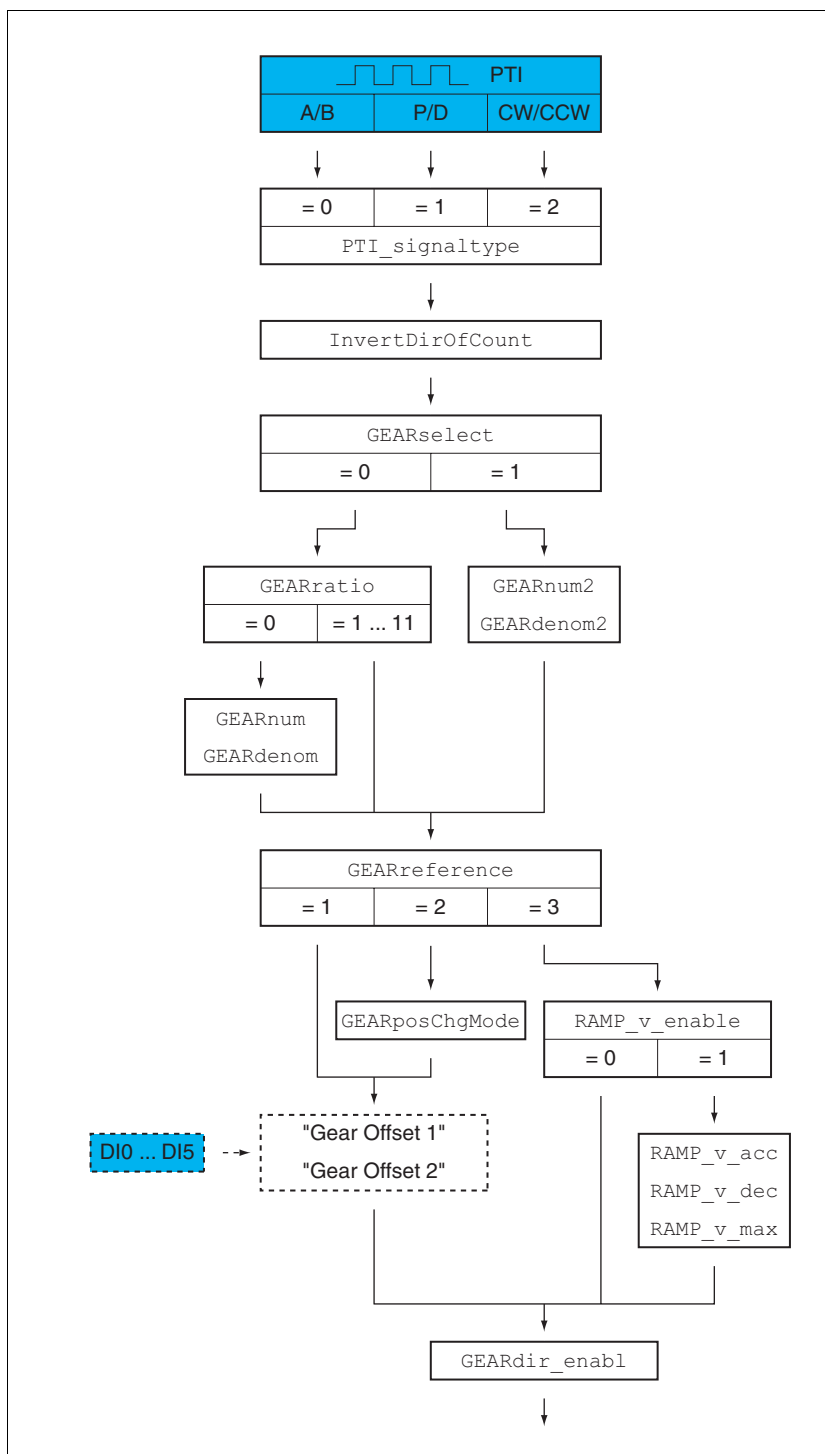 PTI
A/B P/D CW/CCW
= 0 = 1 = 2
PTI_signaltype
InvertDirOfCount
GEARselect
= 0 = 1
GEARratio
= 0 = 1 ... 11
GEARnum2
GEARdenom2
GEARnum
GEARdenom
GEARreference
= 1 = 2 = 3
GEARposChgMode
RAMP_v_enable
= 0 = 1
DI0 ... DI5
"Gear Offset 1"
"Gear Offset 2"
RAMP_v_acc
RAMP_v_dec
RAMP_v_max
GEARdir_enabl